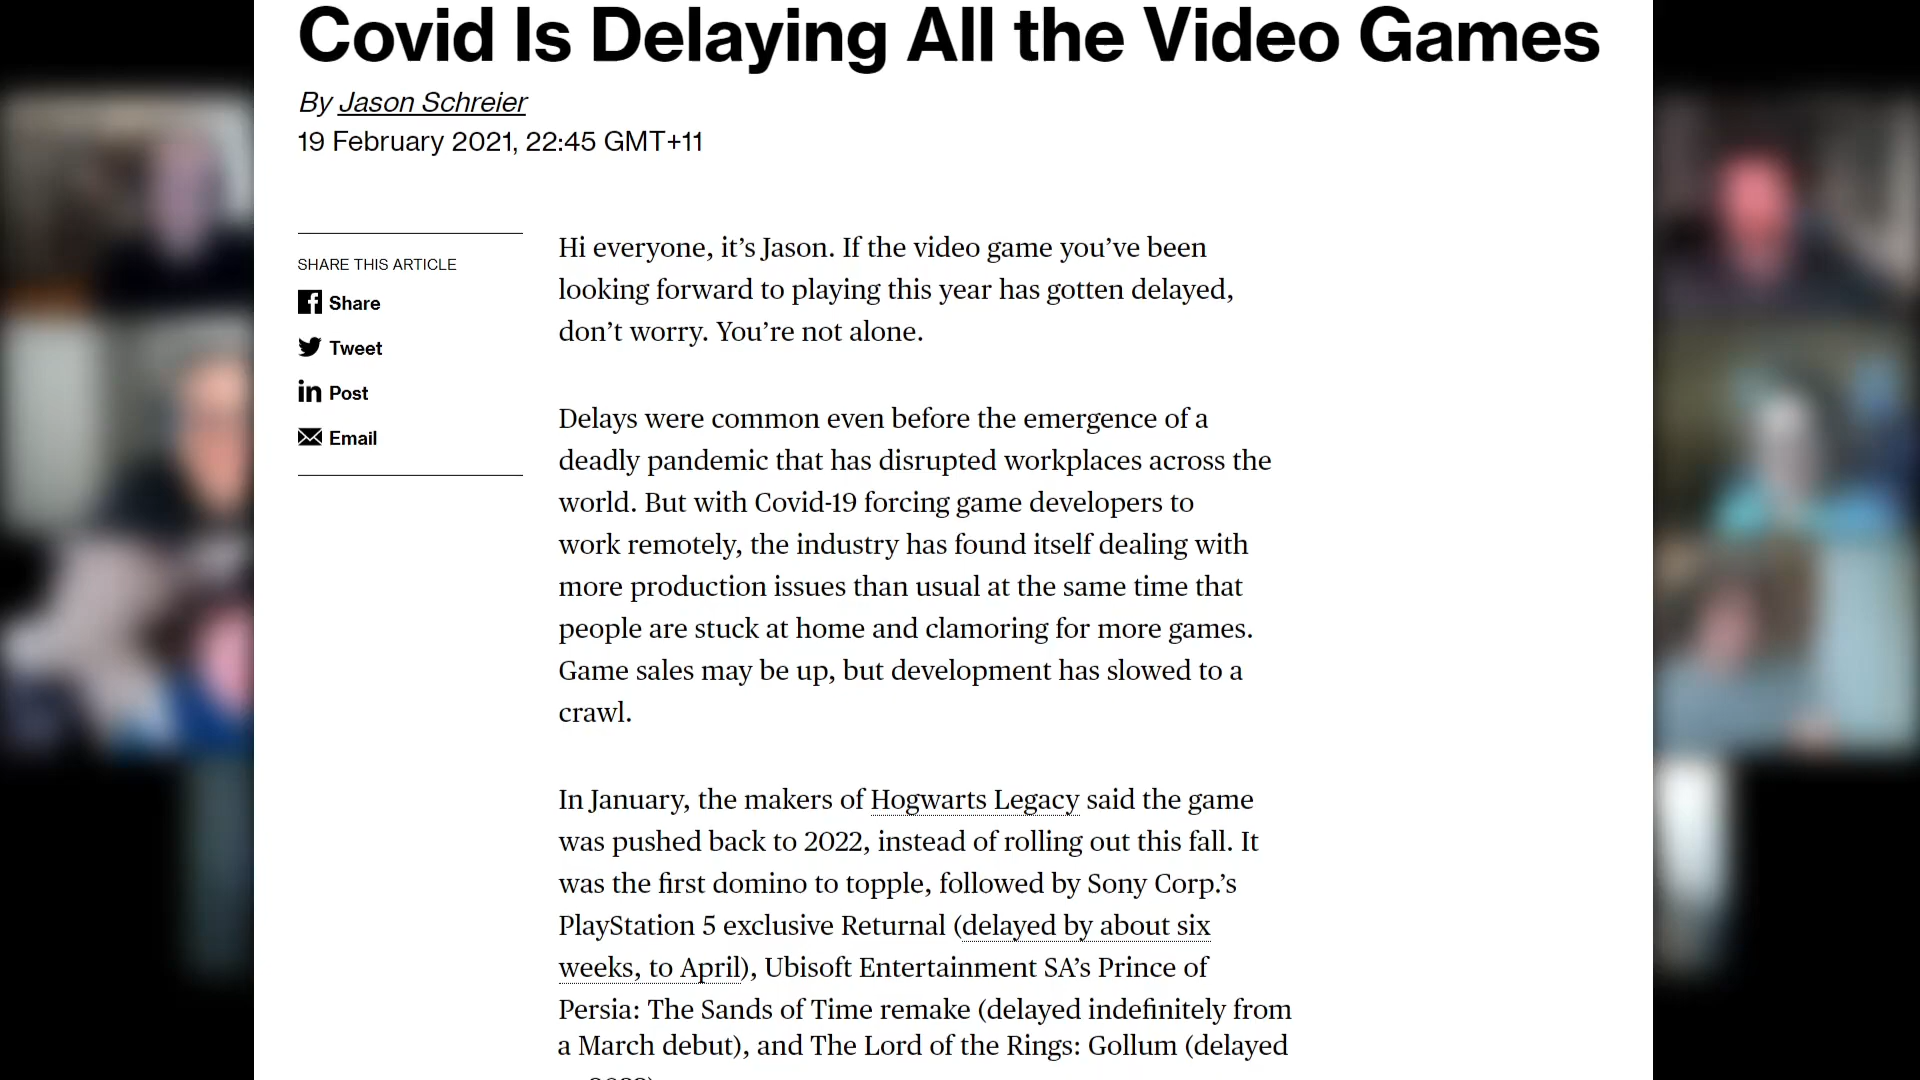 Covid Is Delaying All the Video Games
By Jason Schreier
19 February 2021, 22:45 GMT+11
SHARE THIS ARTICLE
Share
Tweet
Post
Email
Hi everyone, it’s Jason. If the video game you’ve been
looking forward to playing this year has gotten delayed,
don’t worry. You’re not alone.
Delays were common even before the emergence of a
deadly pandemic that has disrupted workplaces across the
world. But with Covid-19 forcing game developers to
work remotely, the industry has found itself dealing with
more production issues than usual at the same time that
people are stuck at home and clamoring for more games.
Game sales may be up, but development has slowed to a
crawl.
In January, the makers of Hogwarts Legacy said the game
was pushed back to 2022, instead of rolling out this fall. It
was the first domino to topple, followed by Sony Corp.’s
PlayStation 5 exclusive Returnal (delayed by about six
weeks, to April), Ubisoft Entertainment SA’s Prince of
Persia: The Sands of Time remake (delayed indefinitely from
a March debut), and The Lord of the Rings: Gollum (delayed